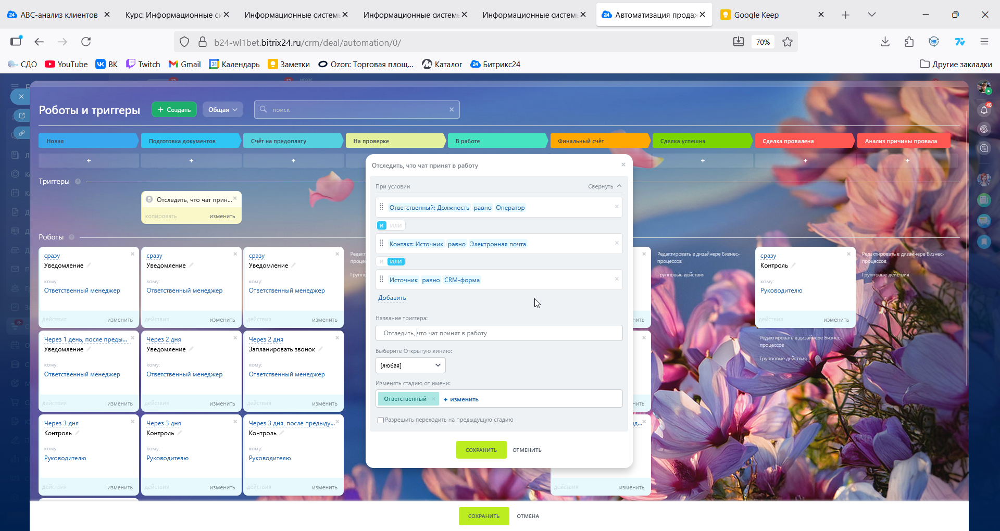 ABC-анализ клиентов
Курс: Информационные си
Информационные систем
Информационные систем
Информационные систем
Автоматизация прода
Google Keep
b24-wl1bet.bitrix24.ru/crm/deal/automation/0/
70%
СДО
YouTube
ВК
Twitch
Gmail
Календарь
Заметки
Ozon: Торговая площ...
Каталог
Битрикс24
Другие закладки
Роботы и триггеры
+ Создать
Общая
поиск
48
Новая
Подготовка документов
Счёт на предоплату
На проверке
В работе
Финальный счёт
Сделка успешна
Сделка провалена
Анализ причины провала
Триггеры
Отследить, что чат прин...
копировать
изменить
Роботы
сразу
Уведомление
кому:
Ответственный менеджер
действия
изменить
сразу
Уведомление
кому:
Ответственный менеджер
действия
изменить
сразу
Уведомление
кому:
Ответственный менеджер
действия
изменить
Через 1 день, после преды...
Уведомление
кому:
Ответственный менеджер
действия
изменить
Через 2 дня
Уведомление
кому:
Ответственный менеджер
действия
изменить
Через 2 дня
Запланировать звонок
кому:
Ответственный менеджер
действия
изменить
Через 3 дня
Контроль
кому:
Руководителю
действия
изменить
Через 3 дня
Контроль
кому:
Руководителю
действия
изменить
Через 3 дня, после предыду...
Контроль
кому:
Руководителю
действия
изменить
Отследить, что чат принят в работу
При условии
Свернуть
Ответственный: Должность равно Оператор
И ИЛИ
Контакт: Источник равно Электронная почта
И ИЛИ
Источник равно CRM-форма
Добавить
Название триггера:
Отследить, что чат принят в работу
Выберите Открытую линию:
[любая]
Изменять стадию от имени:
Ответственный
+ изменить
Разрешить переходить на предыдущую стадию
СОХРАНИТЬ
ОТМЕНИТЬ
действия
изменить
Редактировать в дизайнере Бизнес-
процессов
Групповые действия
сразу
Контроль
кому:
Руководителю
действия
изменить
Редактировать в дизайнере Бизнес-
процессов
Групповые действия
Редактировать в дизайнере Бизнес-
процессов
Групповые действия
26
СОХРАНИТЬ
ОТМЕНА